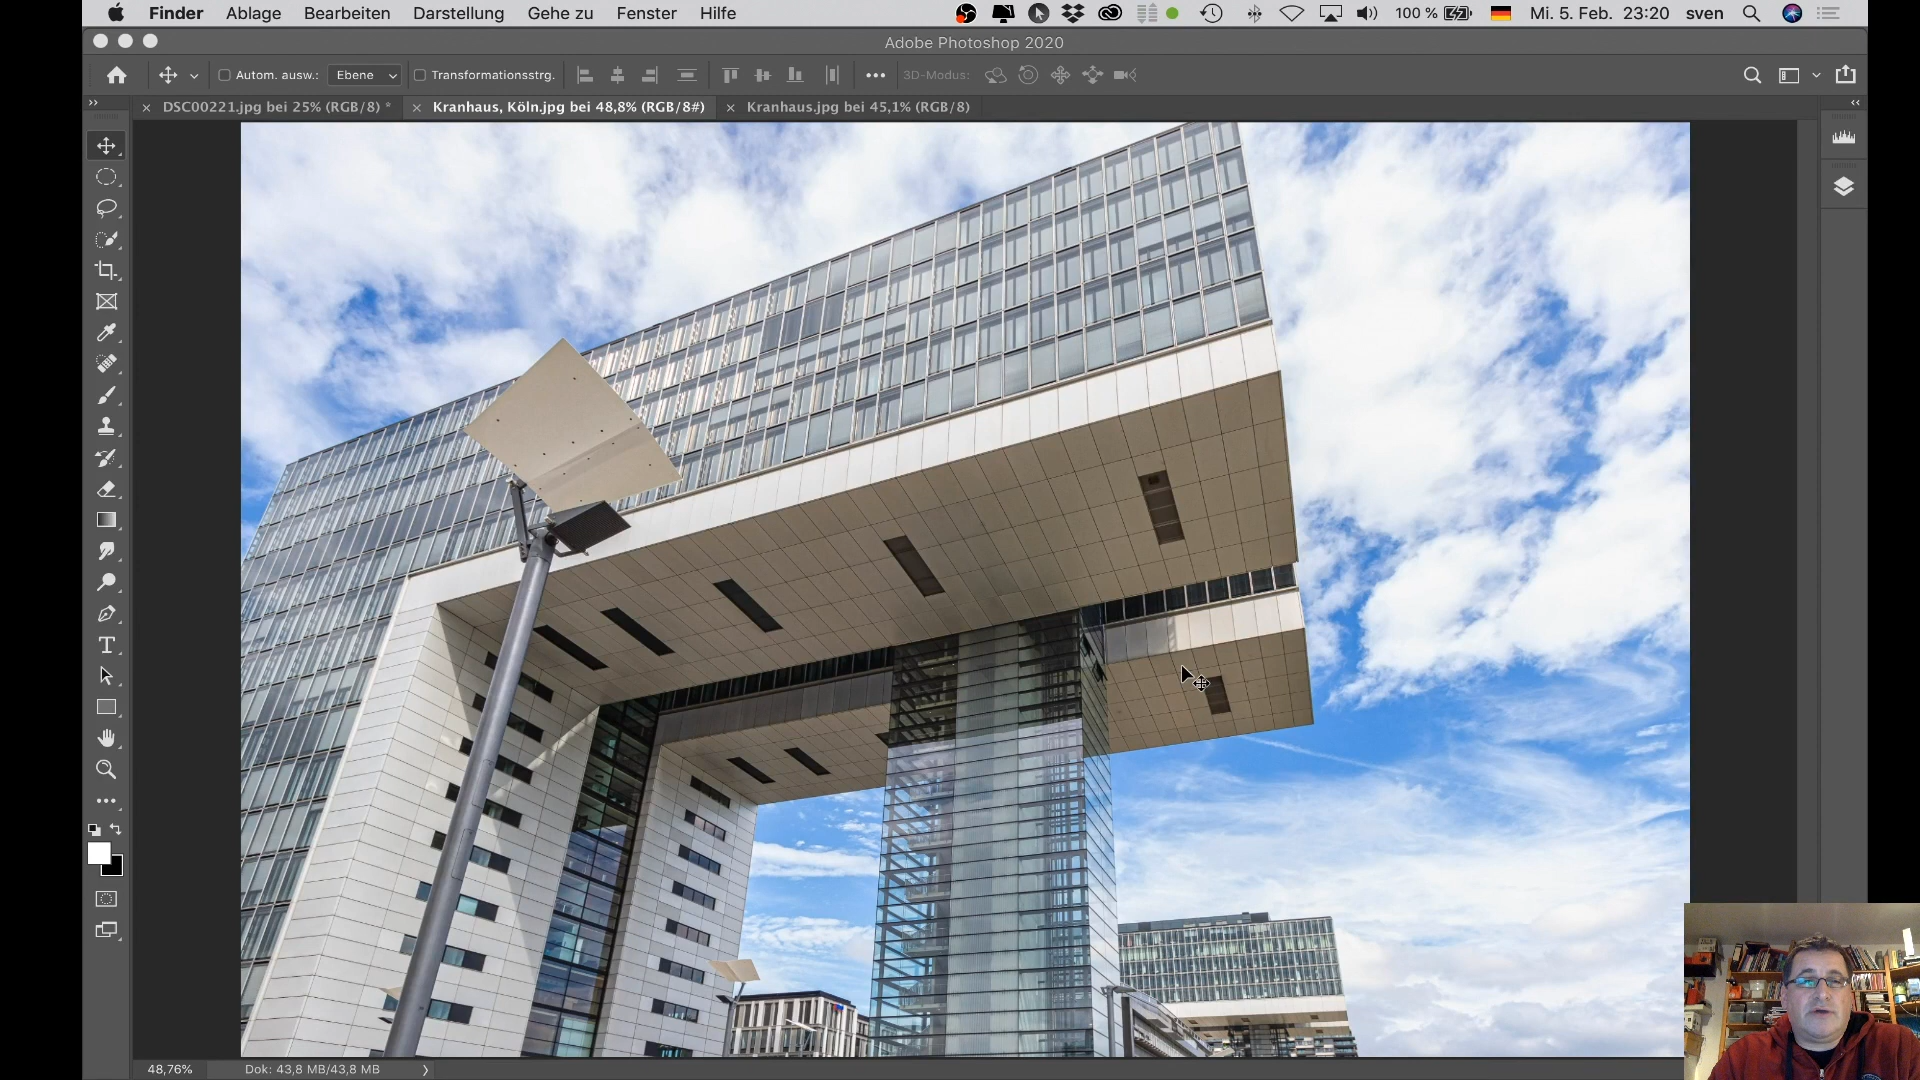 Finder Ablage Bearbeiten Darstellung Gehe zu Fenster Hilfe 100 % Mi. 5. Feb. 23:20 sven
Adobe Photoshop 2020
Autom. ausw.: Ebene Transformationsstrg. 3D-Modus:
DSC00221.jpg bei 25% (RGB/8) * Kranhaus, Köln.jpg bei 48,8% (RGB/8#) Kranhaus.jpg bei 45,1% (RGB/8)
48,76% Dok: 43,8 MB/43,8 MB